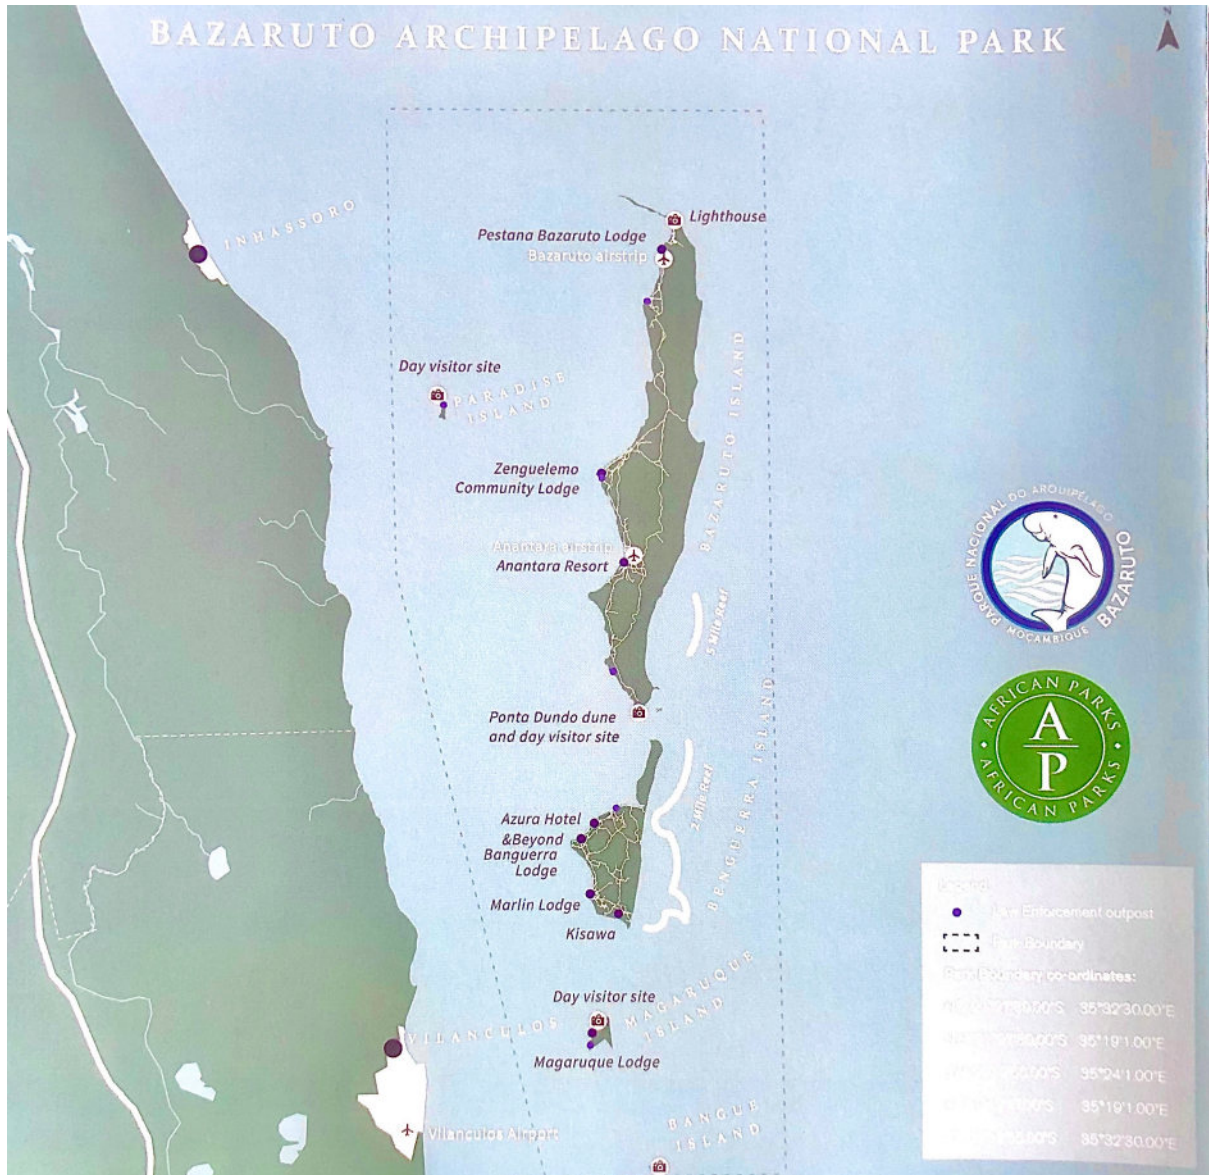 BAZARUTO ARCHIPELAGO NATIONAL PARK
N
INHASSORO
Lighthouse
Pestana Bazaruto Lodge
Bazaruto airstrip
Day visitor site
PARADISE
ISLAND
BAZARUTO ISLAND
Zenguelemo
Community Lodge
Anantara airstrip
Anantara Resort
5 Mile Reef
Ponta Dundo dune
and day visitor site
2 Mile Reef
BENGUERRA ISLAND
Azura Hotel
&Beyond
Banguerra
Lodge
Marlin Lodge
Kisawa
Day visitor site
MAGARUQUE
ISLAND
Magaruque Lodge
VILANCULOS
Vilanculos Airport
BANGUE
ISLAND
PARQUE NACIONAL DO ARQUIPÉLAGO
BAZARUTO
MOÇAMBIQUE
AFRICAN PARKS
A
P
AFRICAN PARKS
Legend
Law Enforcement outpost
Park Boundary
Park Boundary co-ordinates:
35°32'30.00"E
35°19'1.00"E
35°24'1.00"E
35°19'1.00"E
35°32'30.00"E